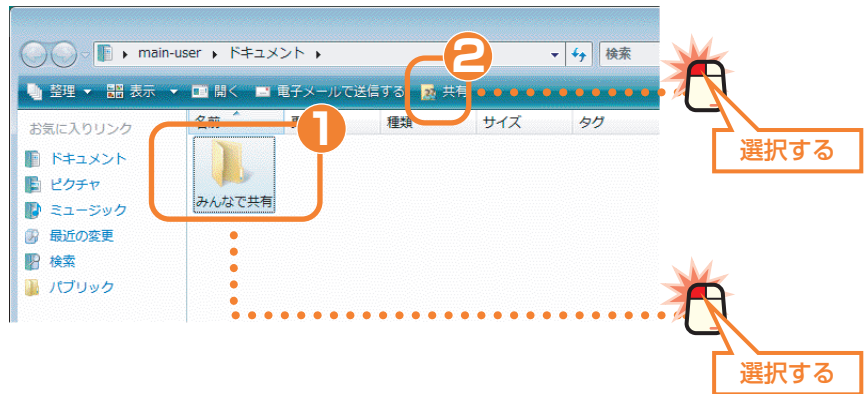 main-user ドキュメント
検索
整理 表示 開く 電子メールで送信する 共有
2
お気に入りリンク
名前 種類 サイズ タグ
1
ドキュメント
ピクチャ
ミュージック
最近の変更
検索
パブリック
みんなで共有
選択する
選択する